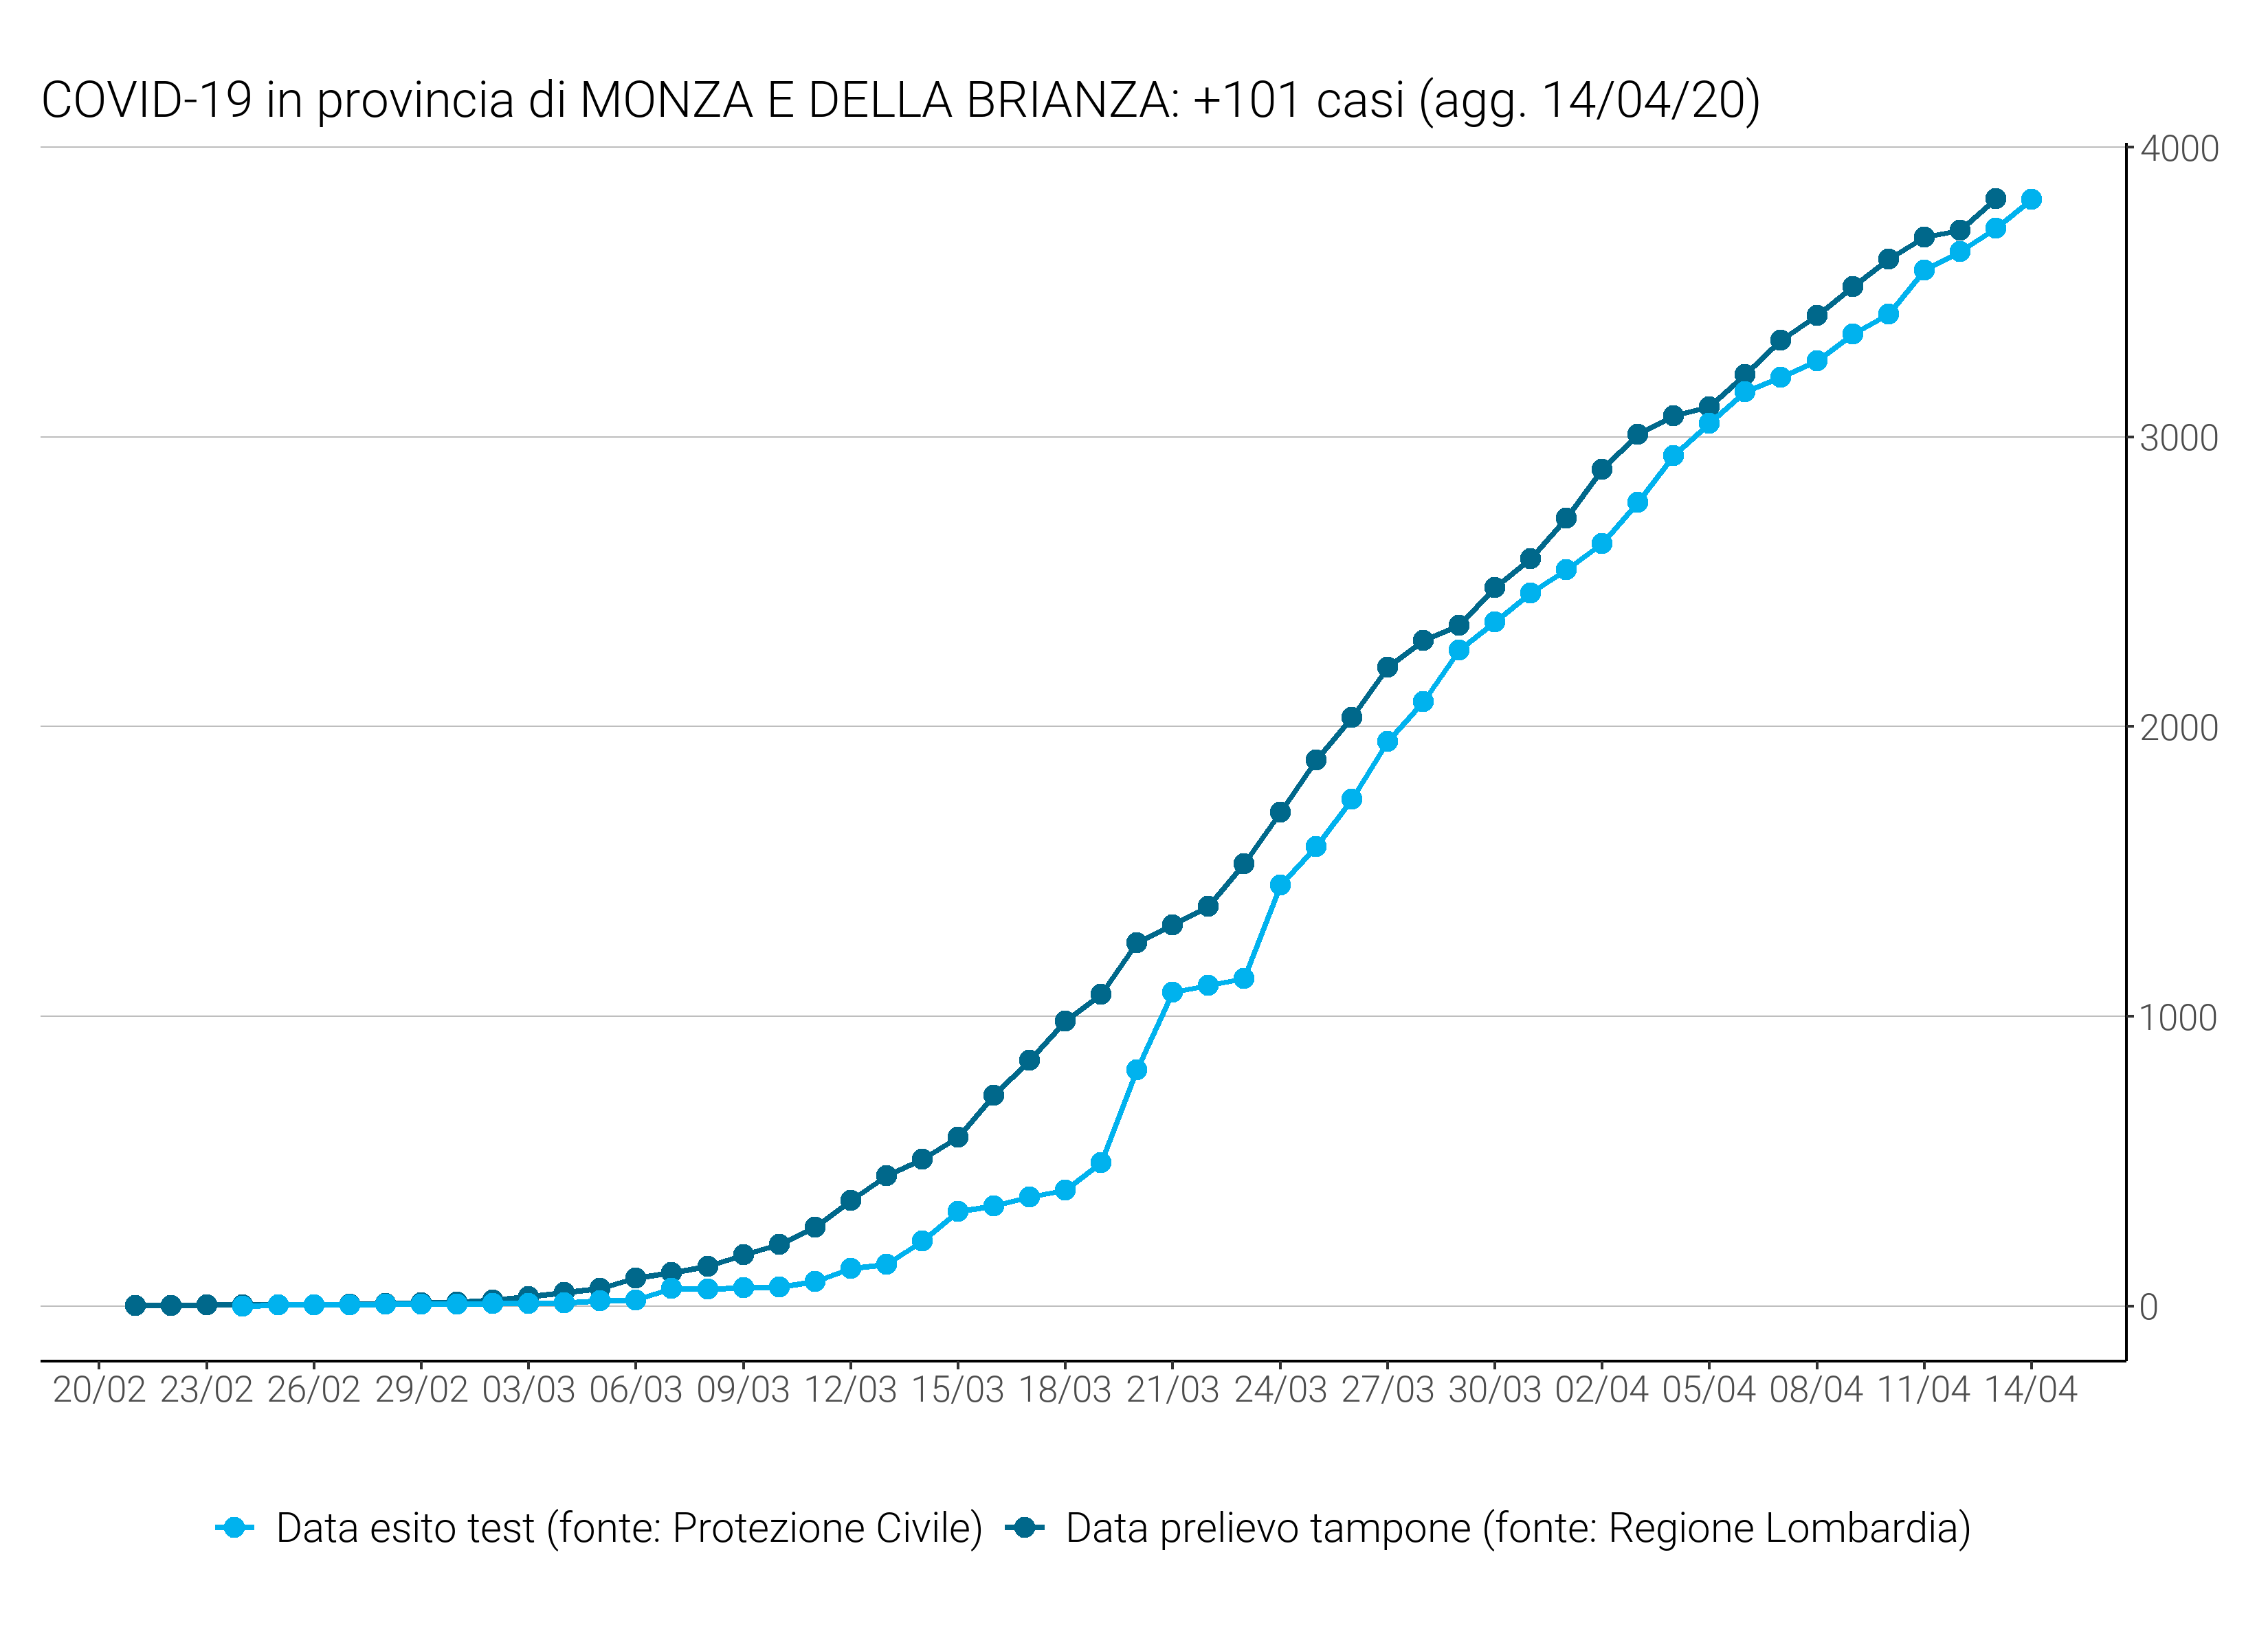 COVID-19 in provincia di MONZA E DELLA BRIANZA: +101 casi (agg. 14/04/20)
4000
3000
2000
1000
0
20/02 23/02 26/02 29/02 03/03 06/03 09/03 12/03 15/03 18/03 21/03 24/03 27/03 30/03 02/04 05/04 08/04 11/04 14/04
Data esito test (fonte: Protezione Civile) Data prelievo tampone (fonte: Regione Lombardia)